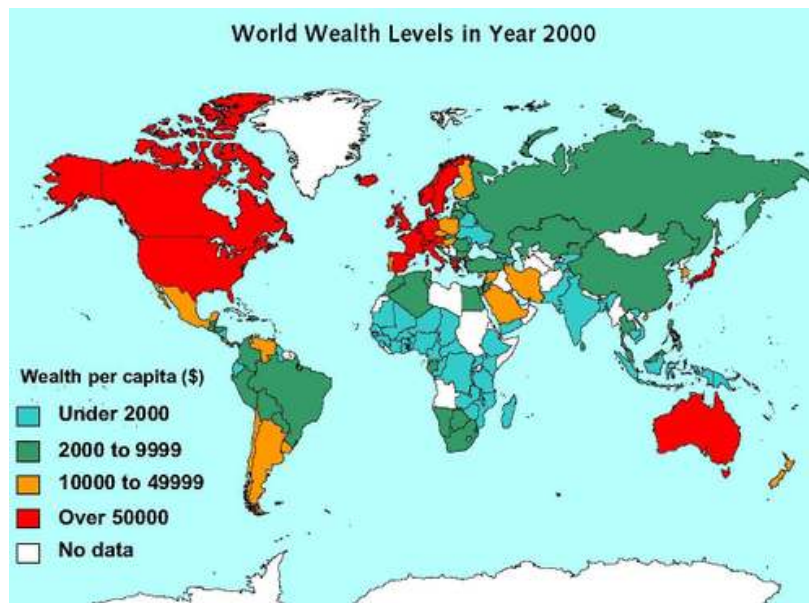 World Wealth Levels in Year 2000
Wealth per capita ($)
Under 2000
2000 to 9999
10000 to 49999
Over 50000
No data